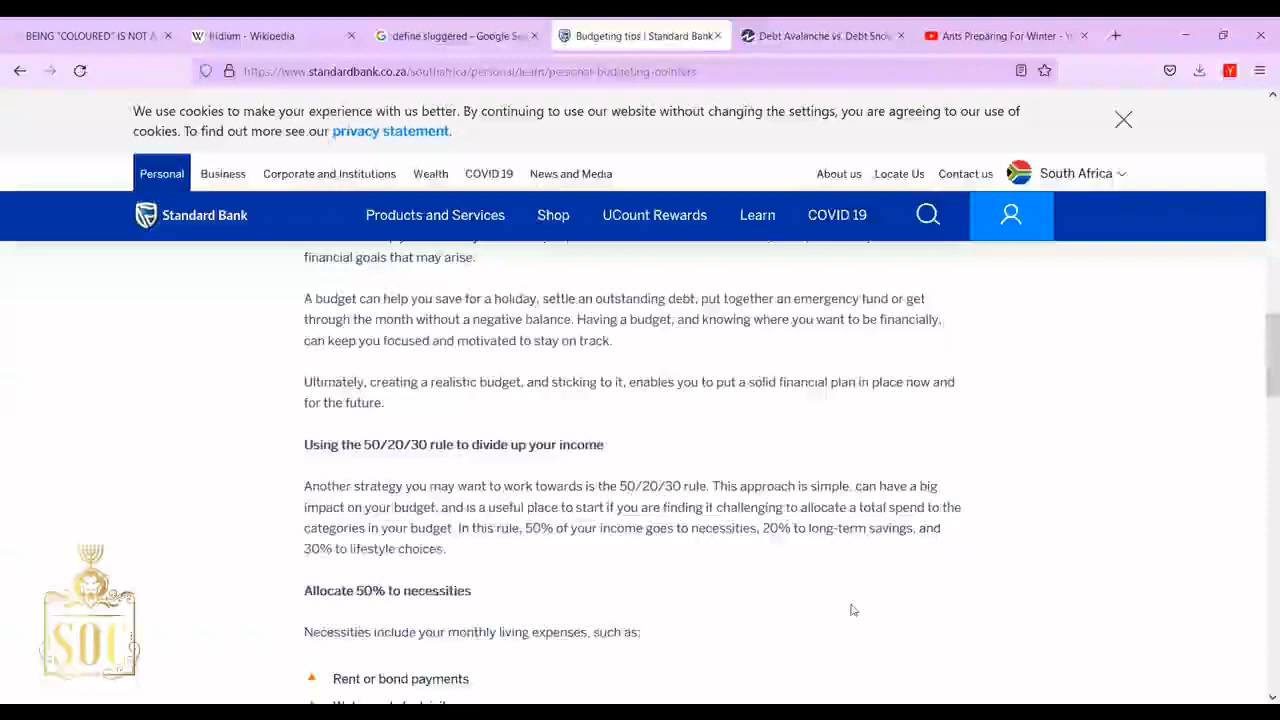 BEING "COLOURED" IS NOT A
Iridium - Wikipedia
define sluggered - Google Sea
Budgeting tips | Standard Bank
Debt Avalanche vs. Debt Snow
Ants Preparing For Winter - Y
https://www.standardbank.co.za/southafrica/personal/learn/personal-budgeting-pointers
We use cookies to make your experience with us better. By continuing to use our website without changing the settings, you are agreeing to our use of
cookies. To find out more see our privacy statement.
Personal Business Corporate and Institutions Wealth COVID 19 News and Media About us Locate Us Contact us South Africa
Standard Bank Products and Services Shop UCount Rewards Learn COVID 19
financial goals that may arise.
A budget can help you save for a holiday, settle an outstanding debt, put together an emergency fund or get
through the month without a negative balance. Having a budget, and knowing where you want to be financially,
can keep you focused and motivated to stay on track.
Ultimately, creating a realistic budget, and sticking to it, enables you to put a solid financial plan in place now and
for the future.
Using the 50/20/30 rule to divide up your income
Another strategy you may want to work towards is the 50/20/30 rule. This approach is simple, can have a big
impact on your budget, and is a useful place to start if you are finding it challenging to allocate a total spend to the
categories in your budget. In this rule, 50% of your income goes to necessities, 20% to long-term savings, and
30% to lifestyle choices.
Allocate 50% to necessities
Necessities include your monthly living expenses, such as:
Rent or bond payments
SOC